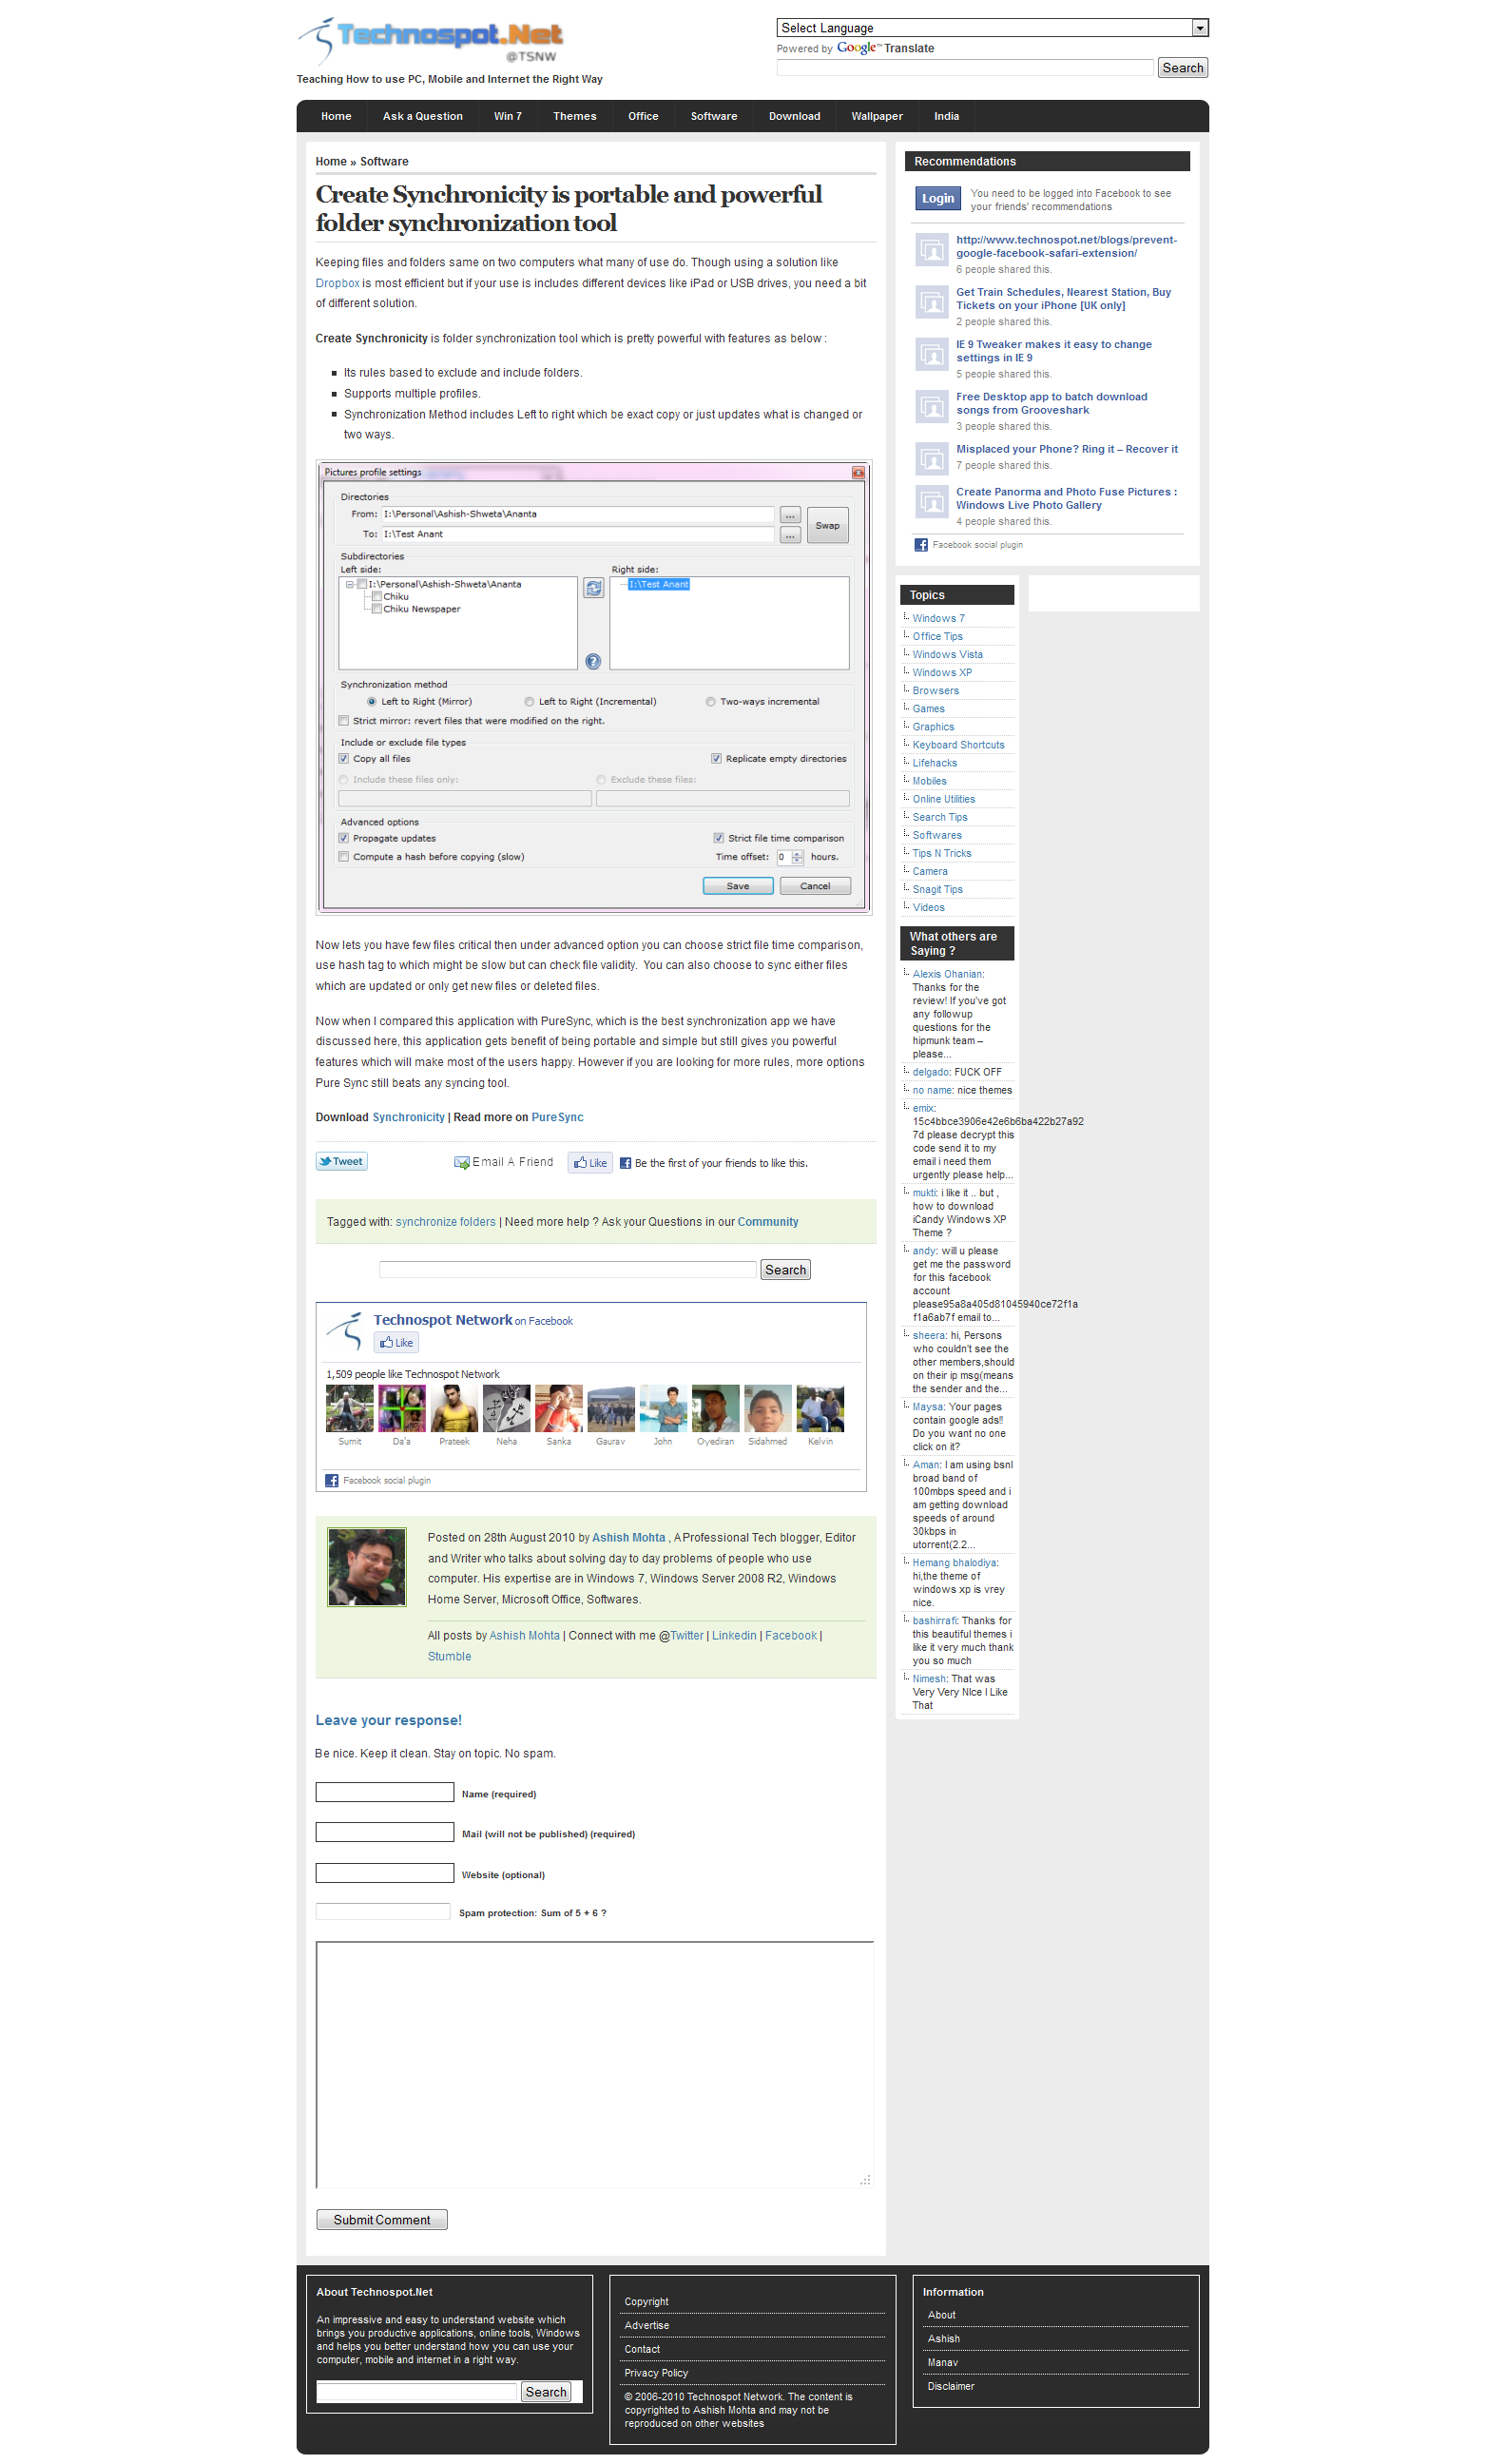 Technospot.Net
@TSNW
Teaching How to use PC, Mobile and Internet the Right Way
Select Language
Powered by Google™ Translate
Search
Home
Ask a Question
Win 7
Themes
Office
Software
Download
Wallpaper
India
Home » Software
Create Synchronicity is portable and powerful
folder synchronization tool
Keeping files and folders same on two computers what many of use do. Though using a solution like
Dropbox is most efficient but if your use is includes different devices like iPad or USB drives, you need a bit
of different solution.
Create Synchronicity is folder synchronization tool which is pretty powerful with features as below :
Its rules based to exclude and include folders.
Supports multiple profiles.
Synchronization Method includes Left to right which be exact copy or just updates what is changed or
two ways.
Pictures profile settings
Directories
From: I:\Personal\Ashish-Shweta\Ananta
...
To: I:\Test Anant
...
Swap
Subdirectories
Left side:
Right side:
I:\Personal\Ashish-Shweta\Ananta
Chiku
Chiku Newspaper
I:\Test Anant
Synchronization method
Left to Right (Mirror)
Left to Right (Incremental)
Two-ways incremental
Strict mirror: revert files that were modified on the right.
Include or exclude file types
Copy all files
Replicate empty directories
Include these files only:
Exclude these files:
Advanced options
Propagate updates
Strict file time comparison
Compute a hash before copying (slow)
Time offset: 0 hours.
Save
Cancel
Now lets you have few files critical then under advanced option you can choose strict file time comparison,
use hash tag to which might be slow but can check file validity.  You can also choose to sync either files
which are updated or only get new files or deleted files.
Now when I compared this application with PureSync, which is the best synchronization app we have
discussed here, this application gets benefit of being portable and simple but still gives you powerful
features which will make most of the users happy. However if you are looking for more rules, more options
Pure Sync still beats any syncing tool.
Download Synchronicity | Read more on PureSync
Tweet
Email A Friend
Like
Be the first of your friends to like this.
Tagged with: synchronize folders | Need more help ? Ask your Questions in our Community
Search
Technospot Network on Facebook
Like
1,509 people like Technospot Network
Sumit
Da'a
Prateek
Neha
Sanka
Gaurav
John
Oyediran
Sidahmed
Kelvin
Facebook social plugin
Posted on 28th August 2010 by Ashish Mohta , A Professional Tech blogger, Editor
and Writer who talks about solving day to day problems of people who use
computer. His expertise are in Windows 7, Windows Server 2008 R2, Windows
Home Server, Microsoft Office, Softwares.
All posts by Ashish Mohta | Connect with me @Twitter | Linkedin | Facebook |
Stumble
Leave your response!
Be nice. Keep it clean. Stay on topic. No spam.
Name (required)
Mail (will not be published) (required)
Website (optional)
Spam protection: Sum of 5 + 6 ?
Submit Comment
Recommendations
Login
You need to be logged into Facebook to see
your friends' recommendations
http://www.technospot.net/blogs/prevent-
google-facebook-safari-extension/
6 people shared this.
Get Train Schedules, Nearest Station, Buy
Tickets on your iPhone [UK only]
2 people shared this.
IE 9 Tweaker makes it easy to change
settings in IE 9
5 people shared this.
Free Desktop app to batch download
songs from Grooveshark
3 people shared this.
Misplaced your Phone? Ring it – Recover it
7 people shared this.
Create Panorma and Photo Fuse Pictures :
Windows Live Photo Gallery
4 people shared this.
Facebook social plugin
Topics
Windows 7
Office Tips
Windows Vista
Windows XP
Browsers
Games
Graphics
Keyboard Shortcuts
Lifehacks
Mobiles
Online Utilities
Search Tips
Softwares
Tips N Tricks
Camera
Snagit Tips
Videos
What others are
Saying ?
Alexis Ohanian:
Thanks for the
review! If you've got
any followup
questions for the
hipmunk team –
please...
delgado: FUCK OFF
no name: nice themes
emix:
15c4bbce3906e42e6b6ba422b27a92
7d please decrypt this
code send it to my
email i need them
urgently please help...
mukti: i like it .. but ,
how to download
iCandy Windows XP
Theme ?
andy: will u please
get me the password
for this facebook
account
please95a8a405d81045940ce72f1a
f1a6ab7f email to...
sheera: hi, Persons
who couldn't see the
other members,should
on their ip msg(means
the sender and the...
Maysa: Your pages
contain google ads!!
Do you want no one
click on it?
Aman: I am using bsnl
broad band of
100mbps speed and i
am getting download
speeds of around
30kbps in
utorrent(2.2...
Hemang bhalodiya:
hi,the theme of
windows xp is vrey
nice.
bashirrafi: Thanks for
this beautiful themes i
like it very much thank
you so much
Nimesh: That was
Very Very NIce I Like
That
About Technospot.Net
An impressive and easy to understand website which
brings you productive applications, online tools, Windows
and helps you better understand how you can use your
computer, mobile and internet in a right way.
Search
Copyright
Advertise
Contact
Privacy Policy
© 2006-2010 Technospot Network. The content is
copyrighted to Ashish Mohta and may not be
reproduced on other websites
Information
About
Ashish
Manav
Disclaimer